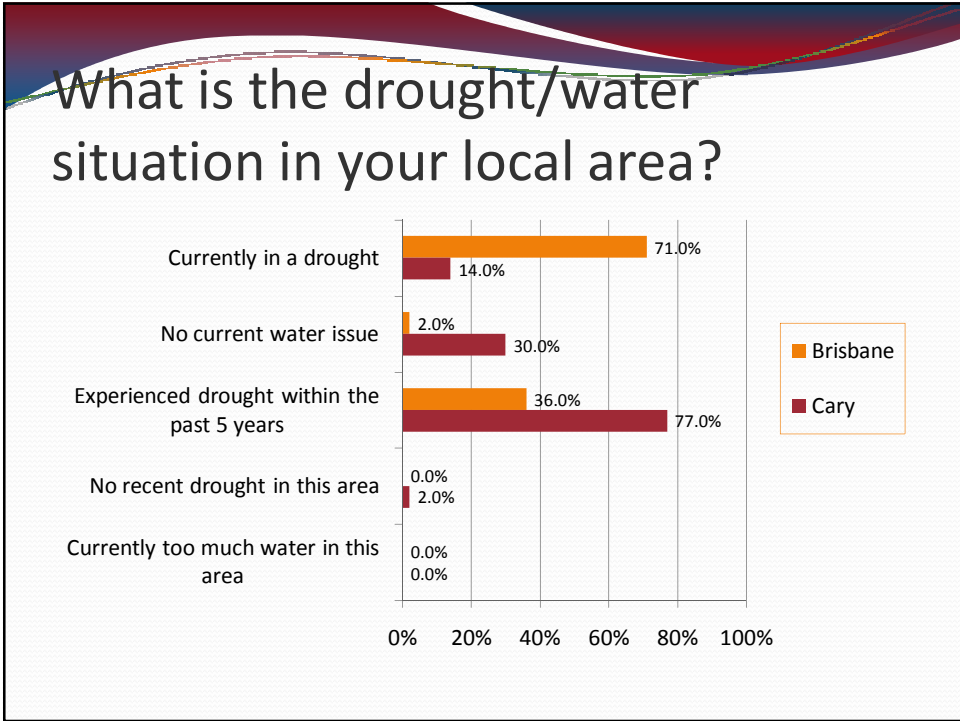 What is the drought/water
situation in your local area?
Currently in a drought
71.0%
14.0%
No current water issue
2.0%
30.0%
Experienced drought within the
past 5 years
36.0%
77.0%
No recent drought in this area
0.0%
2.0%
Currently too much water in this
area
0.0%
0.0%
0% 20% 40% 60% 80% 100%
Brisbane
Cary